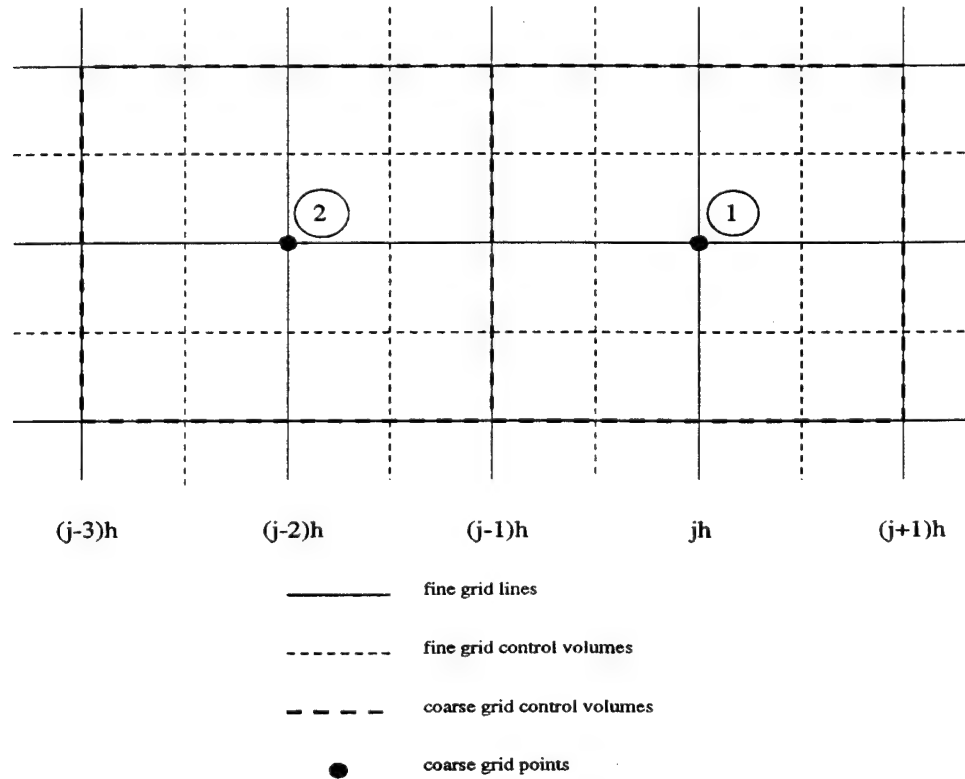 2 1
(j-3)h (j-2)h (j-1)h jh (j+1)h
fine grid lines
fine grid control volumes
coarse grid control volumes
coarse grid points